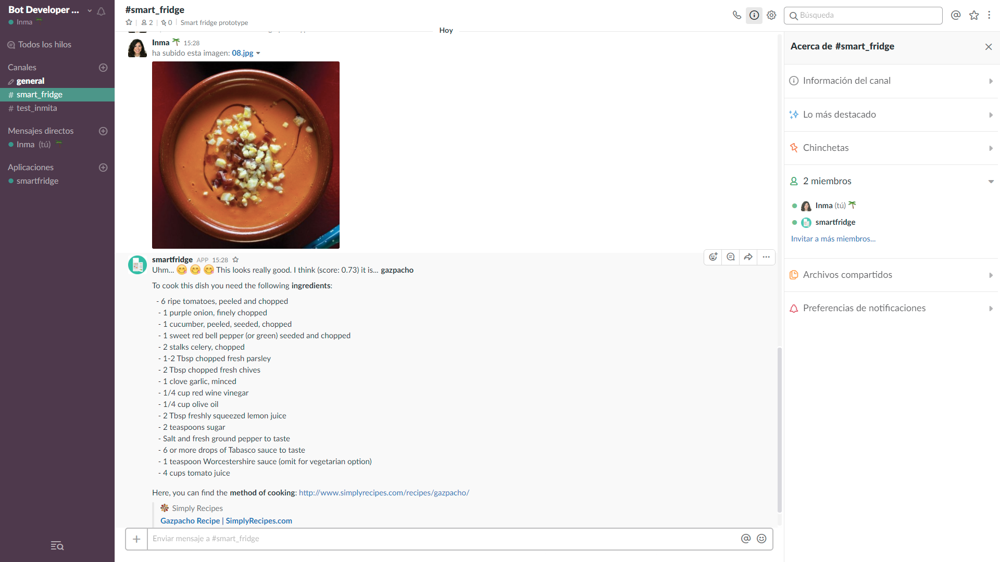 Bot Developer ...
Inma
Todos los hilos
Canales
general
# smart_fridge
# test_inmita
Mensajes directos
Inma (tú)
Aplicaciones
smartfridge
#smart_fridge
2 | 0 | Smart fridge prototype
Búsqueda
Hoy
Inma 15:28
ha subido esta imagen: 08.jpg
smartfridge APP 15:28
Uhm... This looks really good. I think (score: 0.73) it is... gazpacho
To cook this dish you need the following ingredients:
- 6 ripe tomatoes, peeled and chopped
- 1 purple onion, finely chopped
- 1 cucumber, peeled, seeded, chopped
- 1 sweet red bell pepper (or green) seeded and chopped
- 2 stalks celery, chopped
- 1-2 Tbsp chopped fresh parsley
- 2 Tbsp chopped fresh chives
- 1 clove garlic, minced
- 1/4 cup red wine vinegar
- 1/4 cup olive oil
- 2 Tbsp freshly squeezed lemon juice
- 2 teaspoons sugar
- Salt and fresh ground pepper to taste
- 6 or more drops of Tabasco sauce to taste
- 1 teaspoon Worcestershire sauce (omit for vegetarian option)
- 4 cups tomato juice
Here, you can find the method of cooking: http://www.simplyrecipes.com/recipes/gazpacho/
Simply Recipes
Gazpacho Recipe | SimplyRecipes.com
Enviar mensaje a #smart_fridge
Acerca de #smart_fridge
Información del canal
Lo más destacado
Chinchetas
2 miembros
Inma (tú)
smartfridge
Invitar a más miembros...
Archivos compartidos
Preferencias de notificaciones